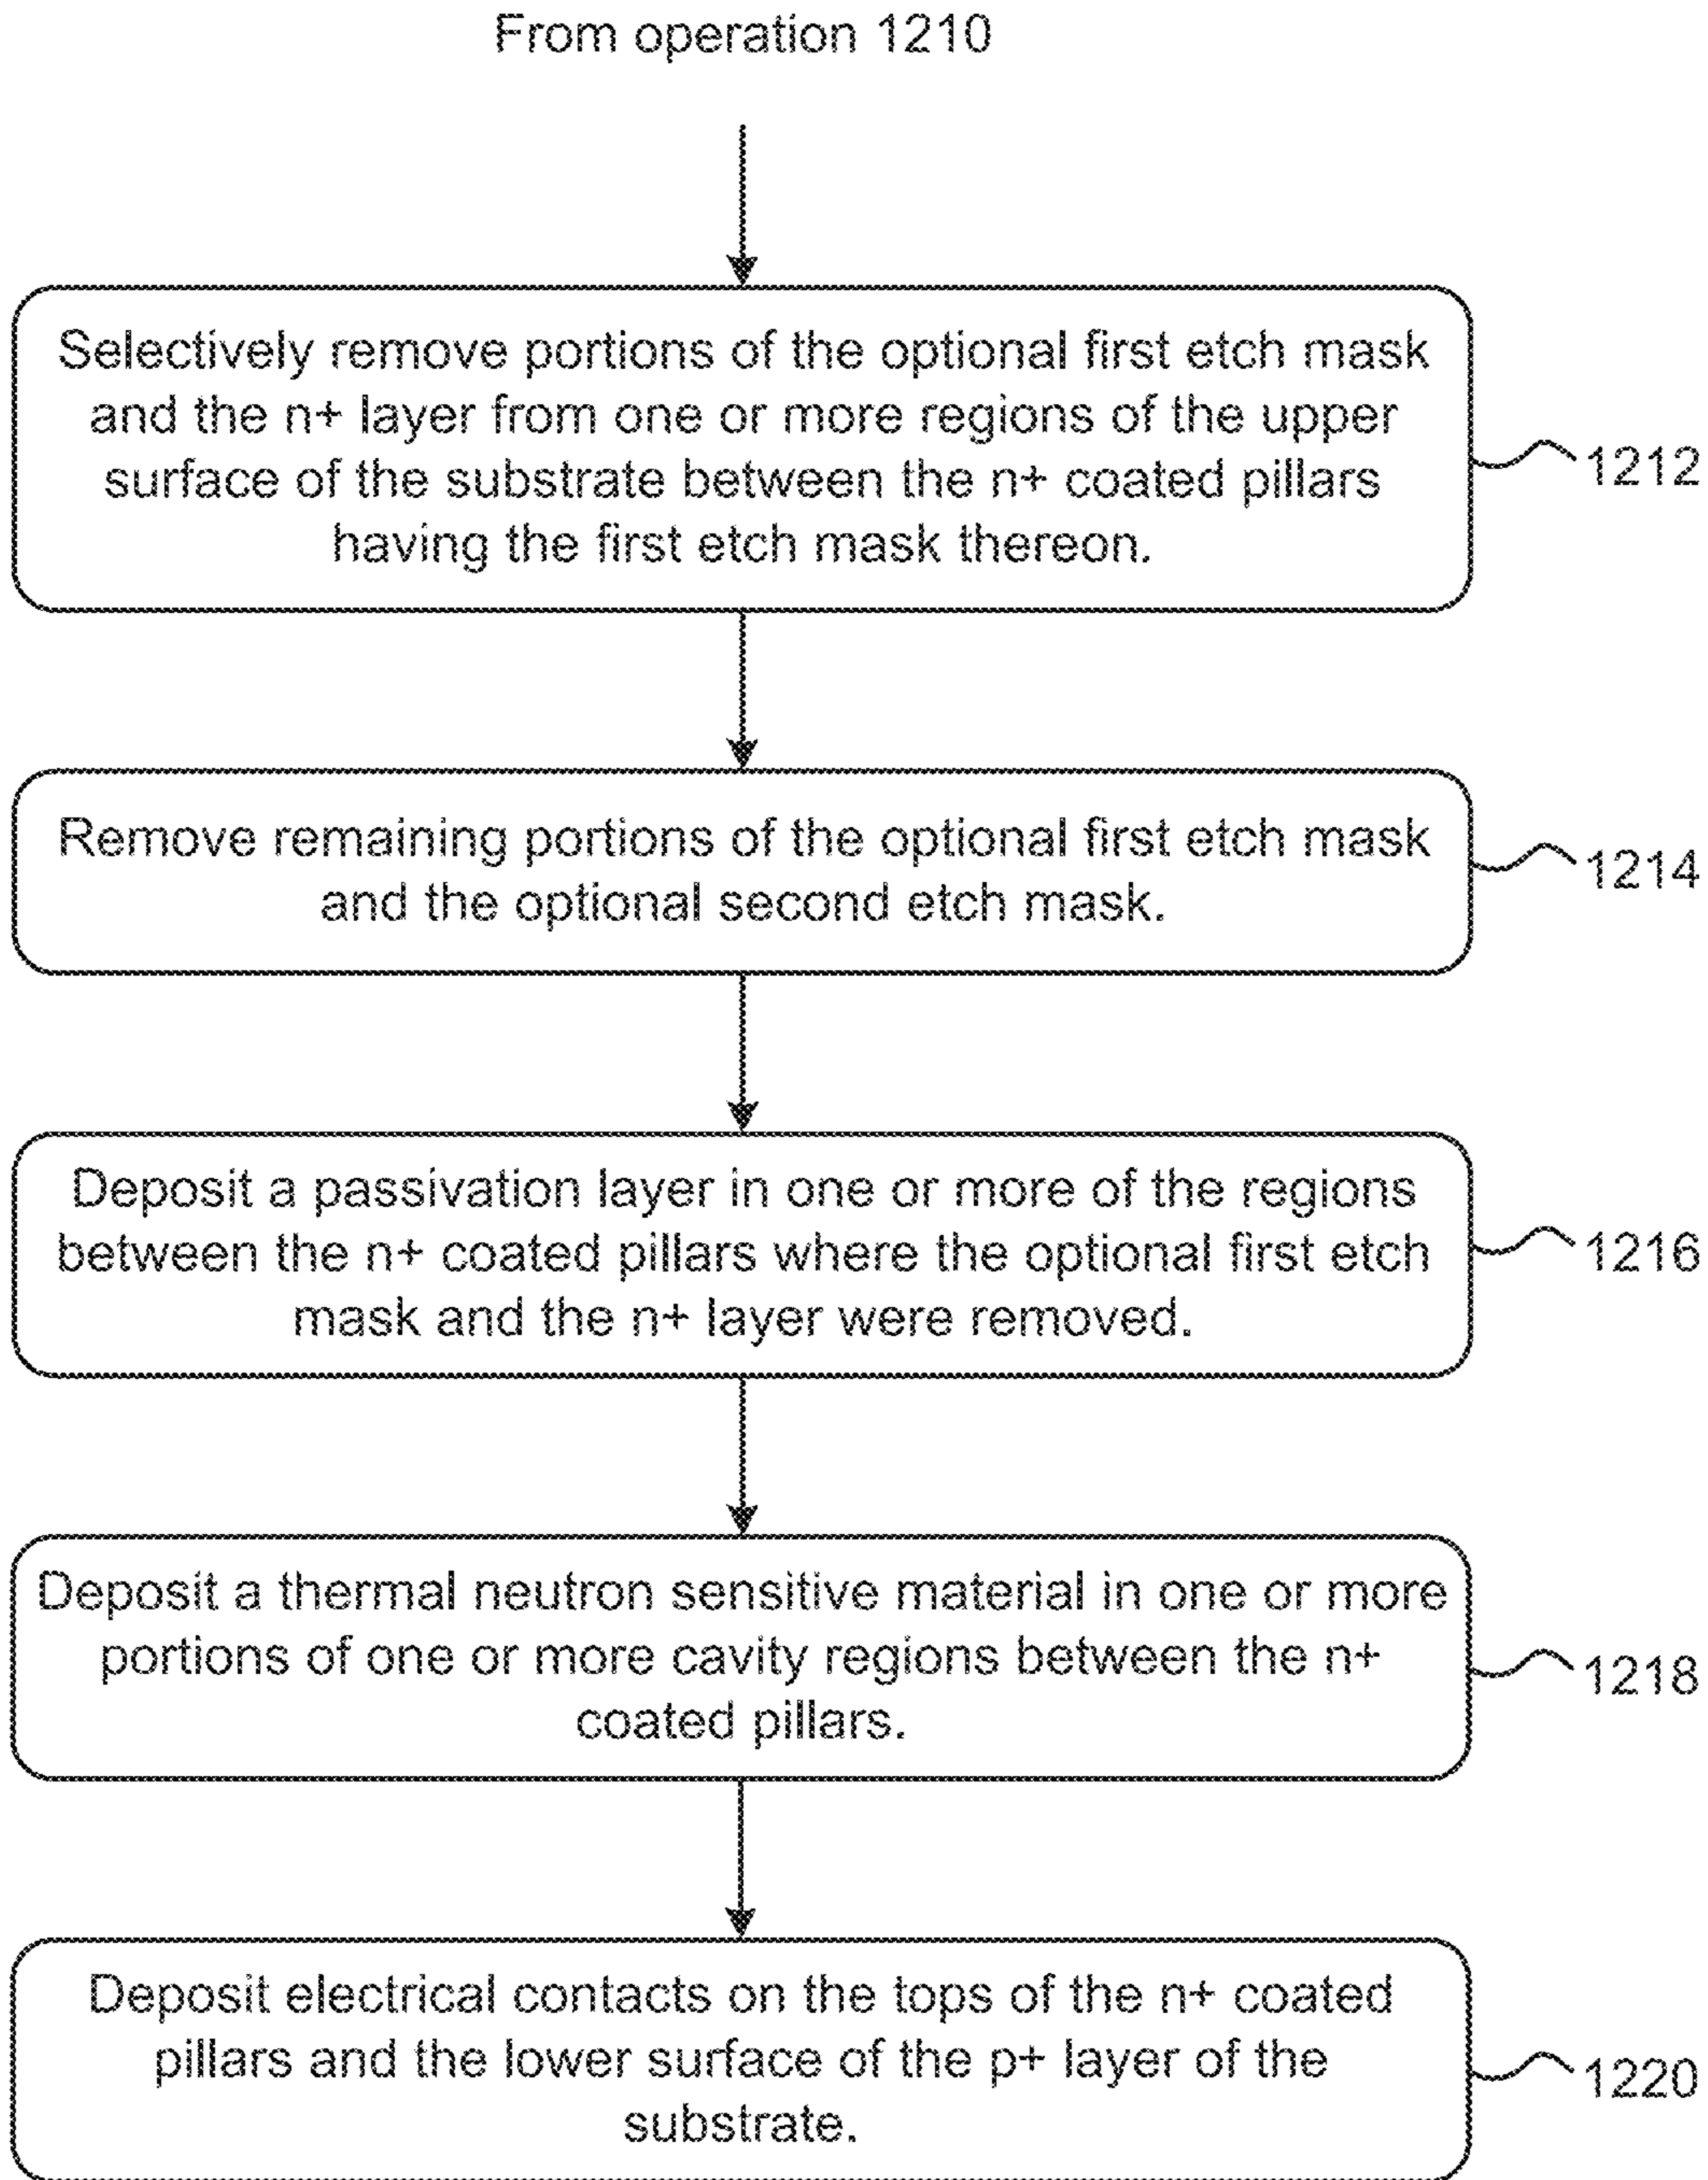 From operation 1210
Selectively remove portions of the optional first etch mask
and the n+ layer from one or more regions of the upper
surface of the substrate between the n+ coated pillars
having the first etch mask thereon.
1212
Remove remaining portions of the optional first etch mask
and the optional second etch mask.
1214
Deposit a passivation layer in one or more of the regions
between the n+ coated pillars where the optional first etch
mask and the n+ layer were removed.
1216
Deposit a thermal neutron sensitive material in one or more
portions of one or more cavity regions between the n+
coated pillars.
1218
Deposit electrical contacts on the tops of the n+ coated
pillars and the lower surface of the p+ layer of the
substrate.
1220